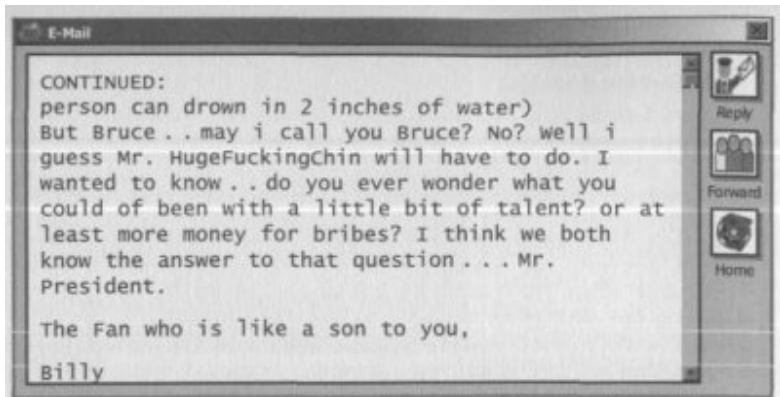 E-Mail
CONTINUED:
person can drown in 2 inches of water)
But Bruce . . may i call you Bruce? No? Well i
guess Mr. HugeFuckingChin will have to do. I
wanted to know . . do you ever wonder what you
could of been with a little bit of talent? or at
least more money for bribes? I think we both
know the answer to that question . . . Mr.
President.
The Fan who is like a son to you,
Billy
Reply
Forward
Home